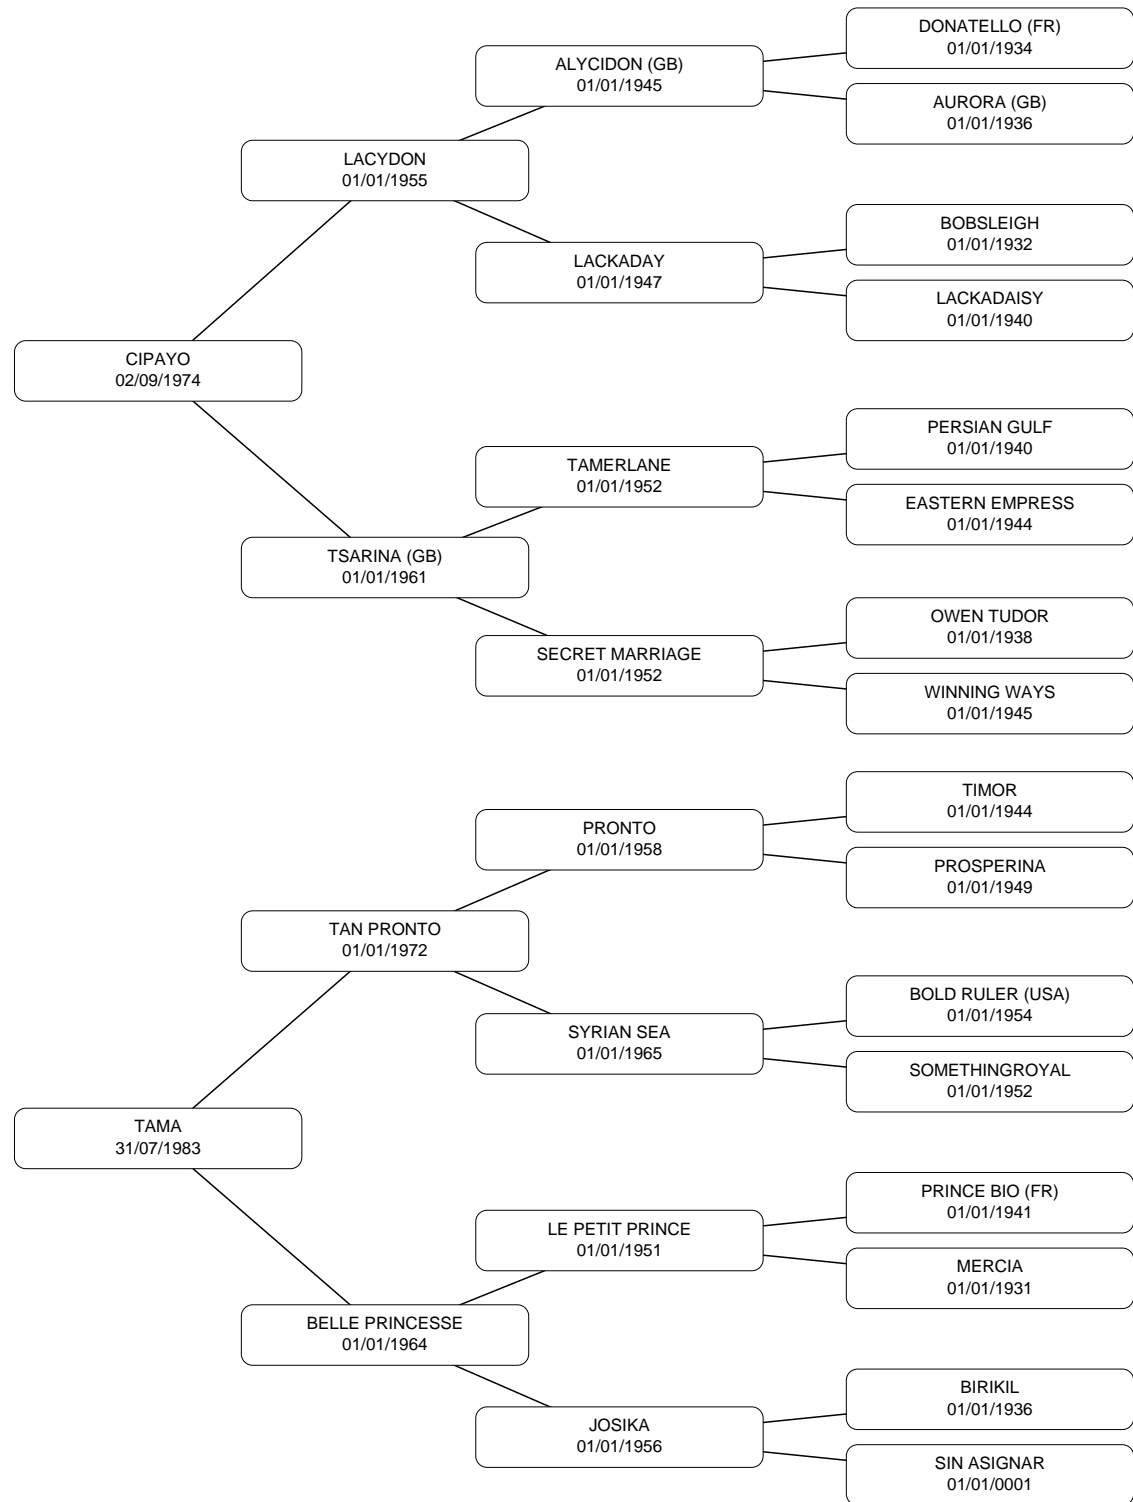 DONATELLO (FR)
01/01/1934
ALYCIDON (GB)
01/01/1945
AURORA (GB)
01/01/1936
LACYDON
01/01/1955
BOBSLEIGH
01/01/1932
LACKADAY
01/01/1947
LACKADAISY
01/01/1940
CIPAYO
02/09/1974
PERSIAN GULF
01/01/1940
TAMERLANE
01/01/1952
EASTERN EMPRESS
01/01/1944
TSARINA (GB)
01/01/1961
OWEN TUDOR
01/01/1938
SECRET MARRIAGE
01/01/1952
WINNING WAYS
01/01/1945
TIMOR
01/01/1944
PRONTO
01/01/1958
PROSPERINA
01/01/1949
TAN PRONTO
01/01/1972
BOLD RULER (USA)
01/01/1954
SYRIAN SEA
01/01/1965
SOMETHINGROYAL
01/01/1952
TAMA
31/07/1983
PRINCE BIO (FR)
01/01/1941
LE PETIT PRINCE
01/01/1951
MERCIA
01/01/1931
BELLE PRINCESSE
01/01/1964
BIRIKIL
01/01/1936
JOSIKA
01/01/1956
SIN ASIGNAR
01/01/0001